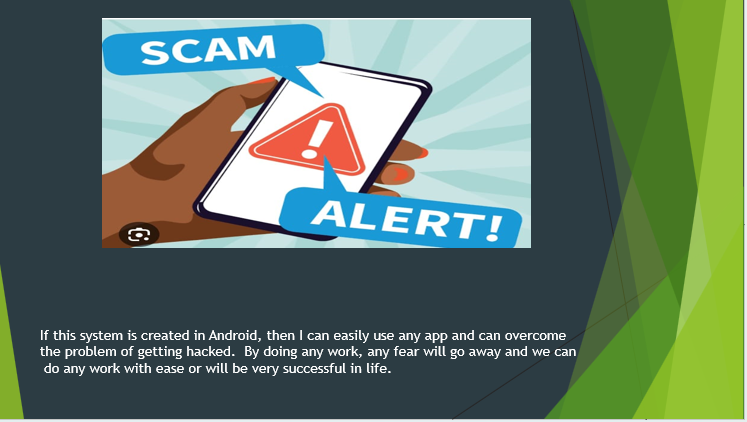 SCAM
ALERT!
If this system is created in Android, then I can easily use any app and can overcome
the problem of getting hacked.  By doing any work, any fear will go away and we can
do any work with ease or will be very successful in life.